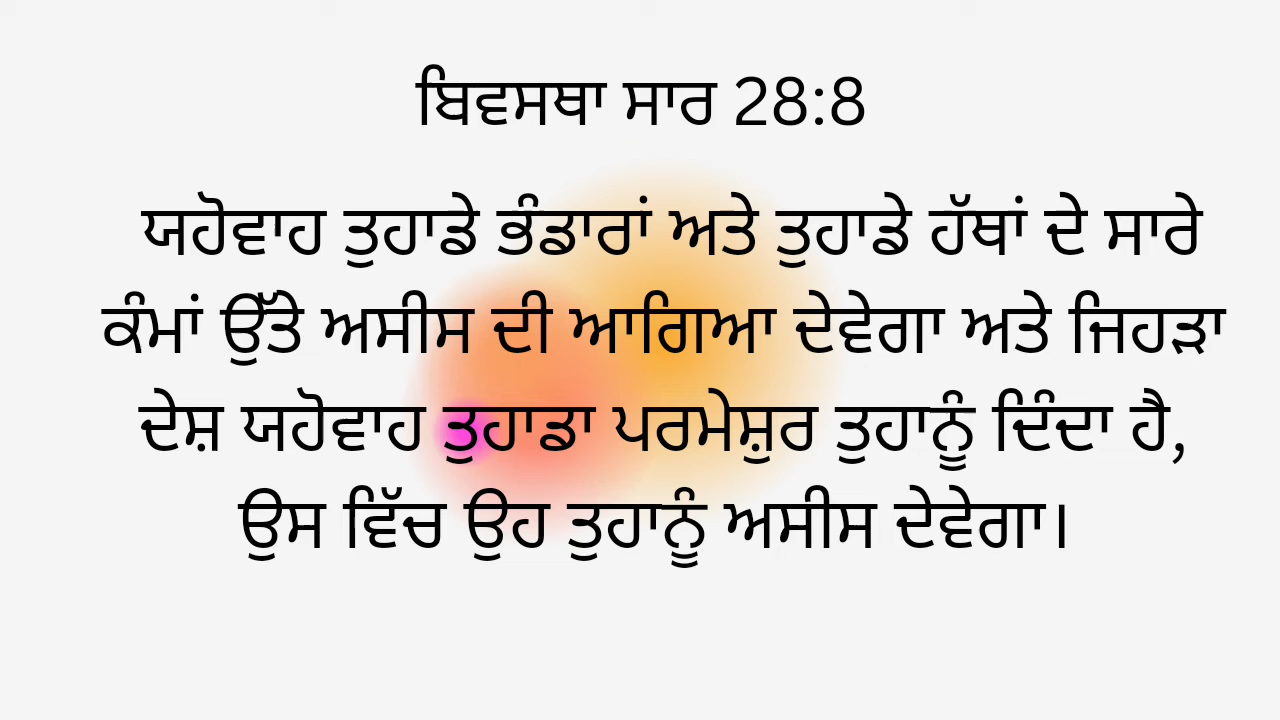 ਬਿਵਸਥਾ ਸਾਰ 28:8
ਯਹੋਵਾਹ ਤੁਹਾਡੇ ਭੰਡਾਰਾਂ ਅਤੇ ਤੁਹਾਡੇ ਹੱਥਾਂ ਦੇ ਸਾਰੇ
ਕੰਮਾਂ ਉੱਤੇ ਅਸੀਸ ਦੀ ਆਗਿਆ ਦੇਵੇਗਾ ਅਤੇ ਜਿਹੜਾ
ਦੇਸ਼ ਯਹੋਵਾਹ ਤੁਹਾਡਾ ਪਰਮੇਸ਼ੁਰ ਤੁਹਾਨੂੰ ਦਿੰਦਾ ਹੈ,
ਉਸ ਵਿੱਚ ਉਹ ਤੁਹਾਨੂੰ ਅਸੀਸ ਦੇਵੇਗਾ।